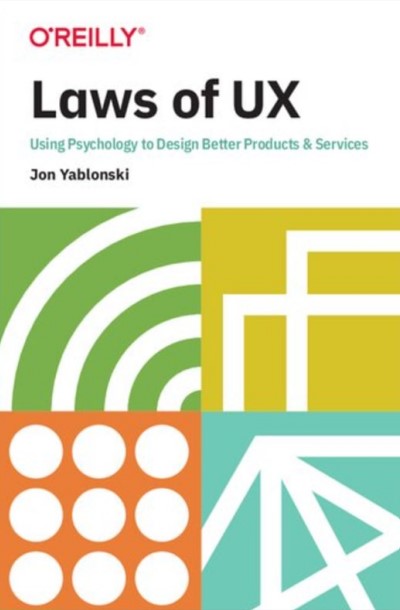 O'REILLY®
Laws of UX
Using Psychology to Design Better Products & Services
Jon Yablonski